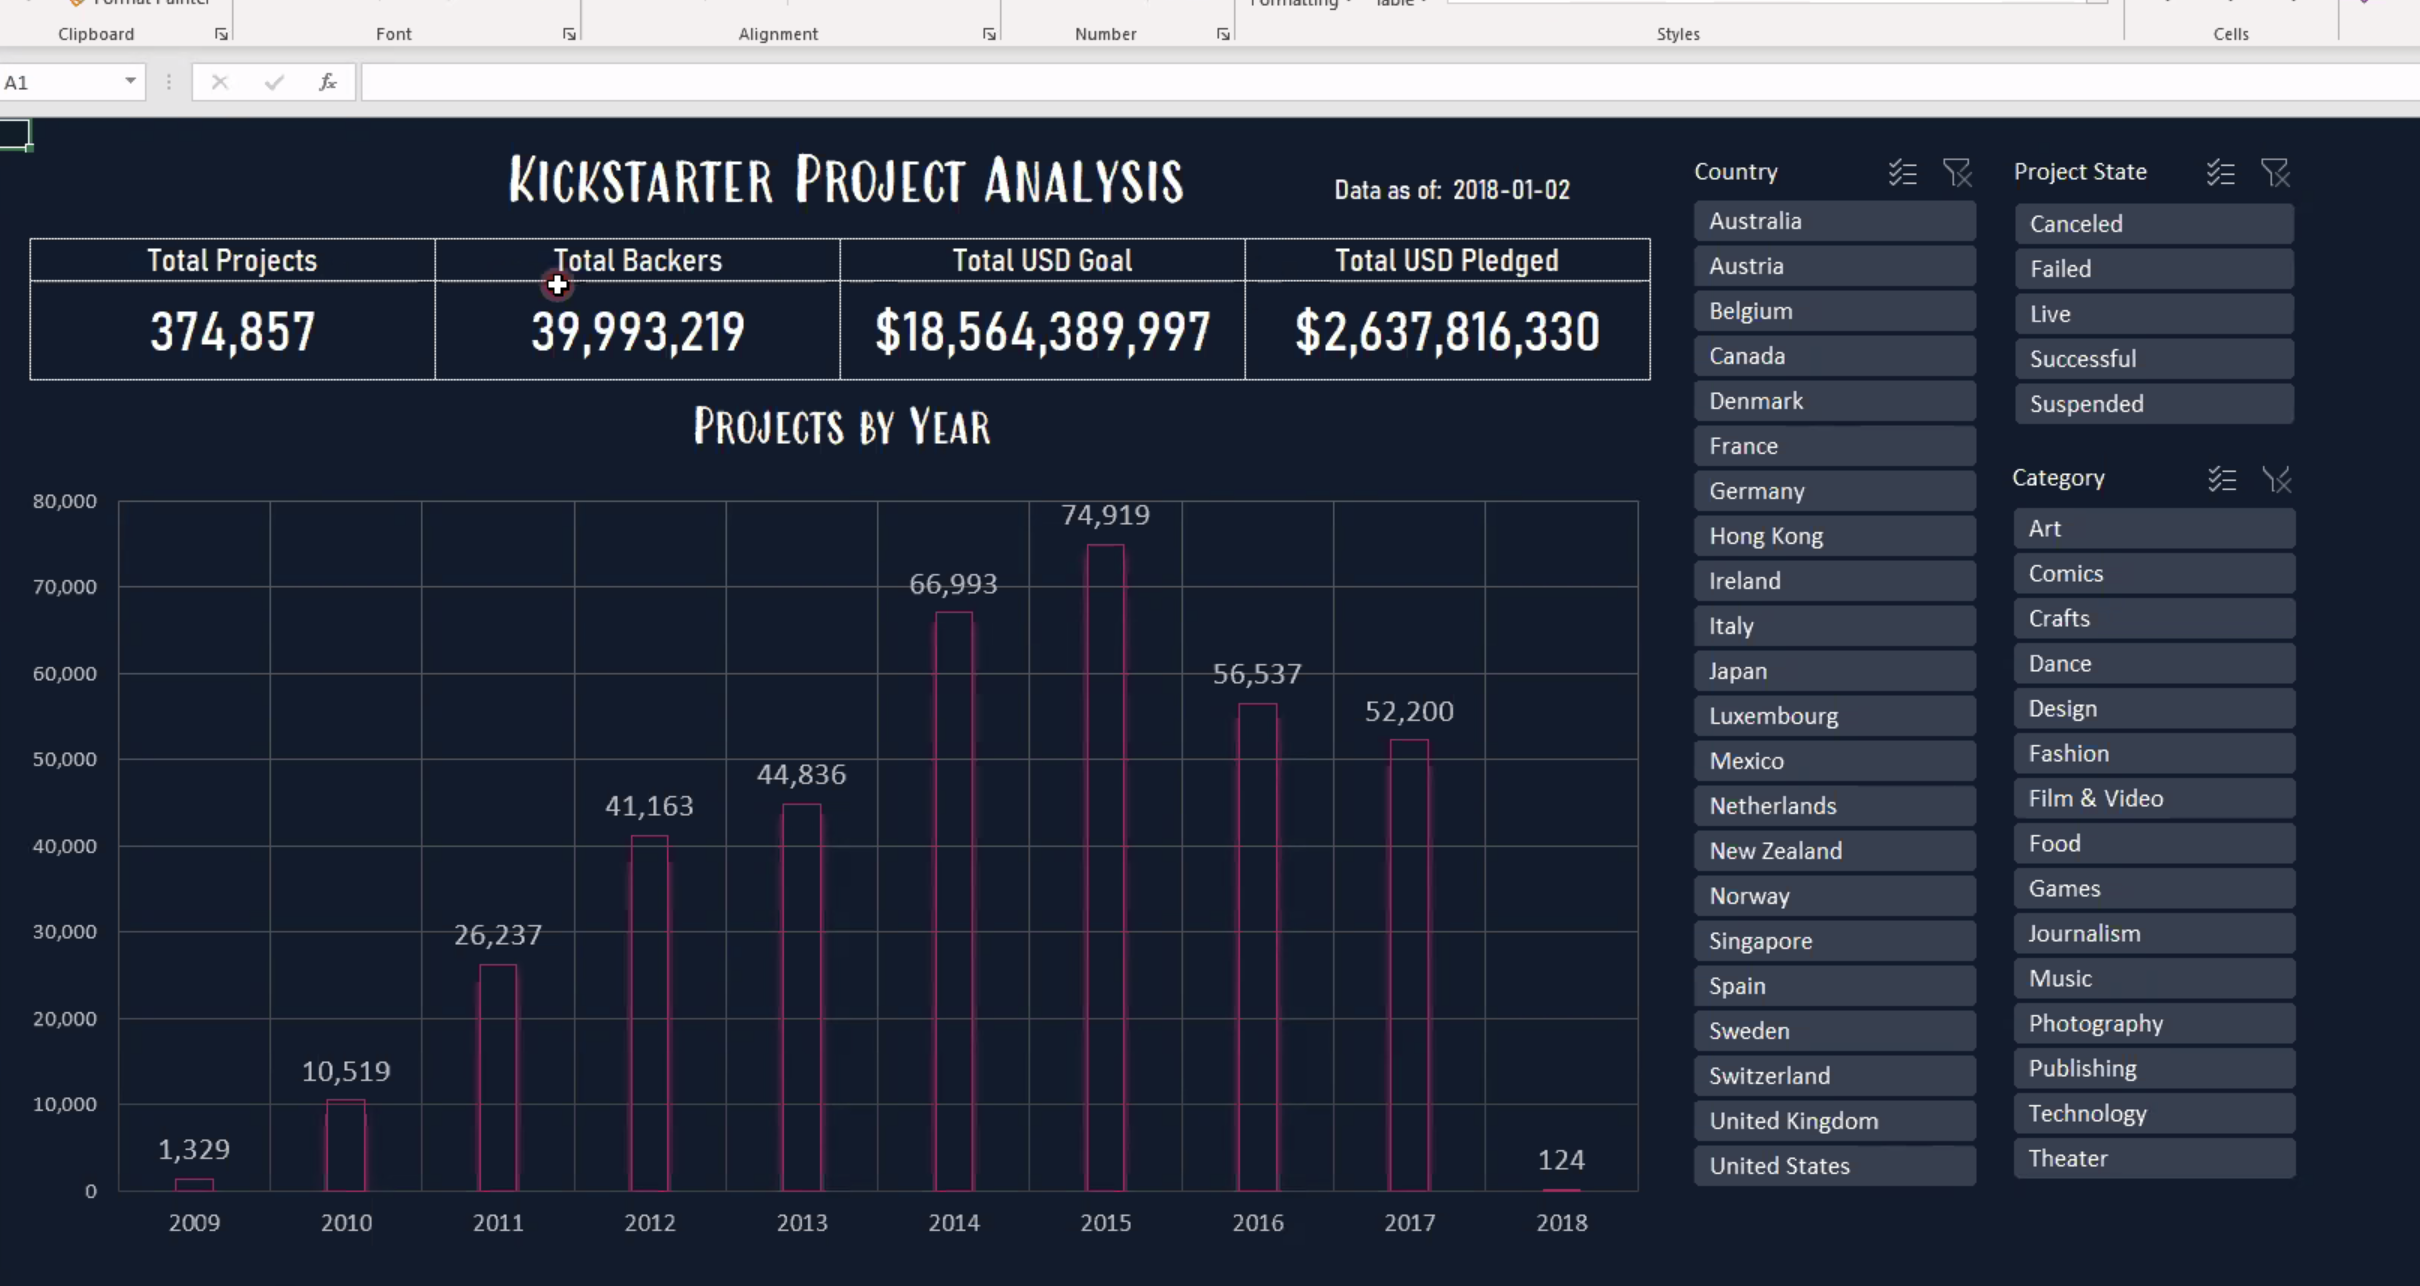 Format Painter
Formatting
Table
Clipboard
Font
Alignment
Number
Styles
Cells
A1
fx
Kickstarter Project Analysis
Data as of: 2018-01-02
Total Projects
Total Backers
Total USD Goal
Total USD Pledged
374,857
39,993,219
$18,564,389,997
$2,637,816,330
Projects by Year
80,000
70,000
60,000
50,000
40,000
30,000
20,000
10,000
0
1,329
10,519
26,237
41,163
44,836
66,993
74,919
56,537
52,200
124
2009
2010
2011
2012
2013
2014
2015
2016
2017
2018
Country
Australia
Austria
Belgium
Canada
Denmark
France
Germany
Hong Kong
Ireland
Italy
Japan
Luxembourg
Mexico
Netherlands
New Zealand
Norway
Singapore
Spain
Sweden
Switzerland
United Kingdom
United States
Project State
Canceled
Failed
Live
Successful
Suspended
Category
Art
Comics
Crafts
Dance
Design
Fashion
Film & Video
Food
Games
Journalism
Music
Photography
Publishing
Technology
Theater